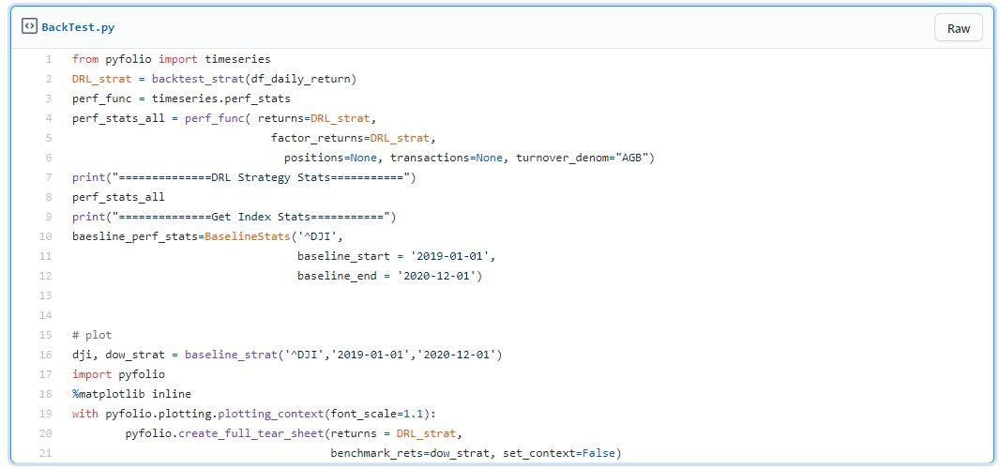 BackTest.py
Raw
1 from pyfolio import timeseries
2 DRL_strat = backtest_strat(df_daily_return)
3 perf_func = timeseries.perf_stats
4 perf_stats_all = perf_func( returns=DRL_strat,
5                               factor_returns=DRL_strat,
6                                 positions=None, transactions=None, turnover_denom="AGB")
7 print("==============DRL Strategy Stats===========")
8 perf_stats_all
9 print("==============Get Index Stats===========")
10 baesline_perf_stats=BaselineStats('^DJI',
11                                   baseline_start = '2019-01-01',
12                                   baseline_end = '2020-12-01')
13
14
15 # plot
16 dji, dow_strat = baseline_strat('^DJI','2019-01-01','2020-12-01')
17 import pyfolio
18 %matplotlib inline
19 with pyfolio.plotting.plotting_context(font_scale=1.1):
20         pyfolio.create_full_tear_sheet(returns = DRL_strat,
21                                        benchmark_rets=dow_strat, set_context=False)